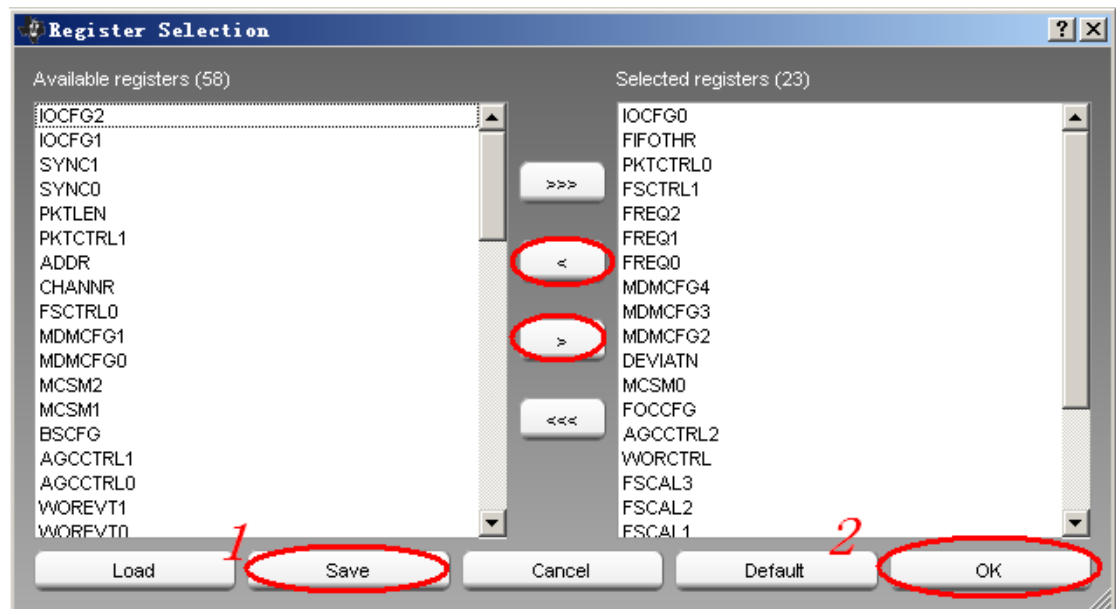 Register Selection
? ×
Available registers (58)
IOCFG2
IOCFG1
SYNC1
SYNC0
PKTLEN
PKTCTRL1
ADDR
CHANNR
FSCTRL0
MDMCFG1
MDMCFG0
MCSM2
MCSM1
BSCFG
AGCCTRL1
AGCCTRL0
WOREVT1
WOREVT0
>>>
<
>
<<<
Selected registers (23)
IOCFG0
FIFOTHR
PKTCTRL0
FSCTRL1
FREQ2
FREQ1
FREQ0
MDMCFG4
MDMCFG3
MDMCFG2
DEVIATN
MCSM0
FOCCFG
AGCCTRL2
WORCTRL
FSCAL3
FSCAL2
FSCAL1
1
2
Load
Save
Cancel
Default
OK